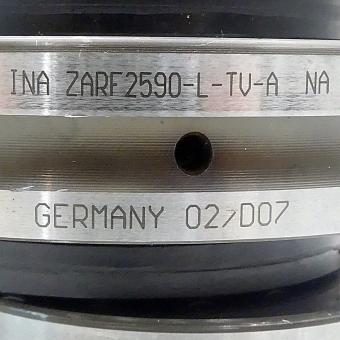 INA ZARF2590-L-TV-A NA
GERMANY 02>D07